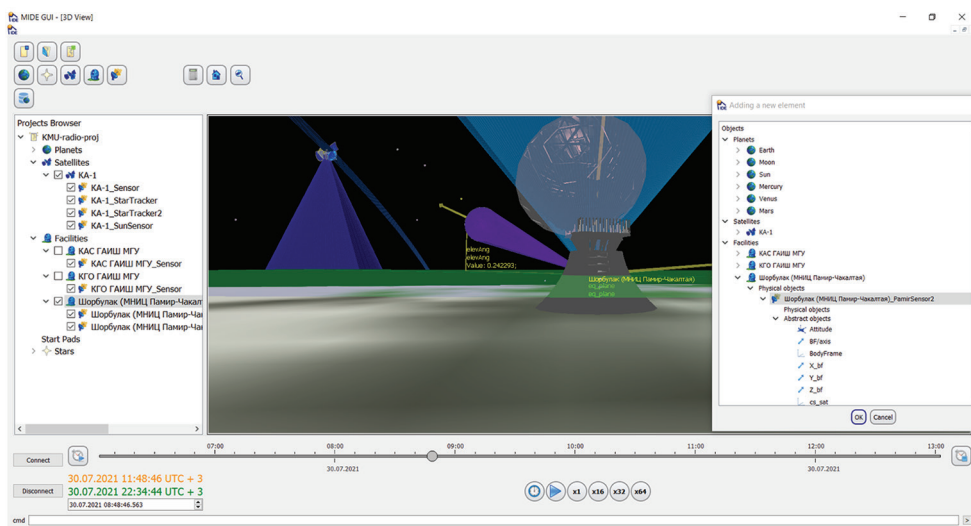 MIDE GUI - [3D View]
Projects Browser
KMU-radio-proj
Planets
Satellites
KA-1
KA-1_Sensor
KA-1_StarTracker
KA-1_StarTracker2
KA-1_SunSensor
Facilities
КАС ГАИШ МГУ
КАС ГАИШ МГУ_Sensor
КГО ГАИШ МГУ
КГО ГАИШ МГУ_Sensor
Шорбулак (МНИЦ Памир-Чакалт
Шорбулак (МНИЦ Памир-Ча
Шорбулак (МНИЦ Памир-Ча
Start Pads
Stars
elevAng
elevAng
Value: 0.242293;
Шорбулак (МНИЦ Памир-Чакалтая)
eq_plane
eq_plane
Adding a new element
Objects
Planets
Earth
Moon
Sun
Mercury
Venus
Mars
Satellites
KA-1
Facilities
КАС ГАИШ МГУ
КГО ГАИШ МГУ
Шорбулак (МНИЦ Памир-Чакалтая)
Physical objects
Шорбулак (МНИЦ Памир-Чакалтая)_PamirSensor2
Physical objects
Abstract objects
Attitude
BF/axis
BodyFrame
X_bf
Y_bf
Z_bf
cs_sat
OK Cancel
07:00 08:00 09:00 10:00 11:00 12:00 13:00
30.07.2021 30.07.2021
Connect
30.07.2021 11:48:46 UTC + 3
Disconnect 30.07.2021 22:34:44 UTC + 3
30.07.2021 08:48:46.563
x1 x16 x32 x64
cmd